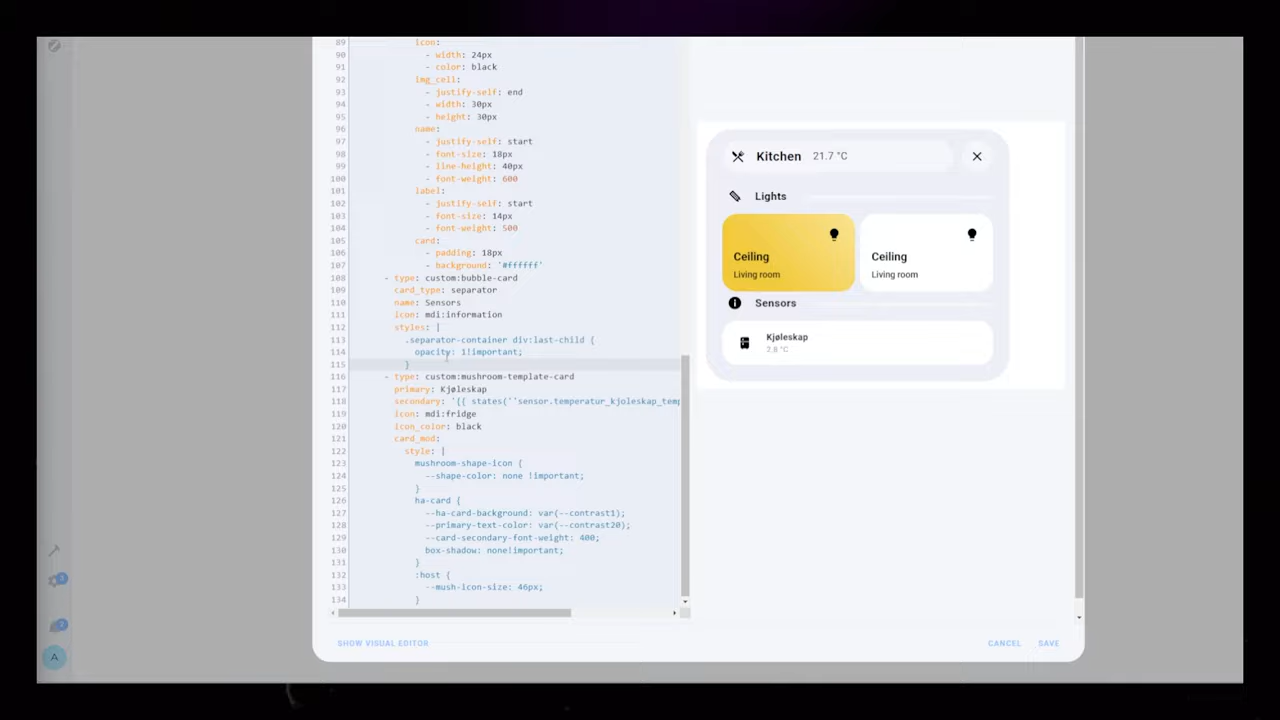 89 icon:
90 - width: 24px
91 - color: black
92 img_cell:
93 - justify-self: end
94 - width: 30px
95 - height: 30px
96 name:
97 - justify-self: start
98 - font-size: 18px
99 - line-height: 40px
100 - font-weight: 600
101 label:
102 - justify-self: start
103 - font-size: 14px
104 - font-weight: 500
105 card:
106 - padding: 18px
107 - background: '#ffffff'
108 - type: custom:bubble-card
109 card_type: separator
110 name: Sensors
111 icon: mdi:information
112 styles: |
113 .separator-container div:last-child {
114 opacity: 1!important;
115 }
116 - type: custom:mushroom-template-card
117 primary: Kjøleskap
118 secondary: '{{ states(''sensor.temperatur_kjoleskap_temp
119 icon: mdi:fridge
120 icon_color: black
121 card_mod:
122 style: |
123 mushroom-shape-icon {
124 --shape-color: none !important;
125 }
126 ha-card {
127 --ha-card-background: var(--contrast1);
128 --primary-text-color: var(--contrast20);
129 --card-secondary-font-weight: 400;
130 box-shadow: none!important;
131 }
132 :host {
133 --mush-icon-size: 46px;
134 }
Kitchen 21.7 °C
Lights
Ceiling
Living room
Ceiling
Living room
Sensors
Kjøleskap
2.8 °C
A
SHOW VISUAL EDITOR
CANCEL SAVE